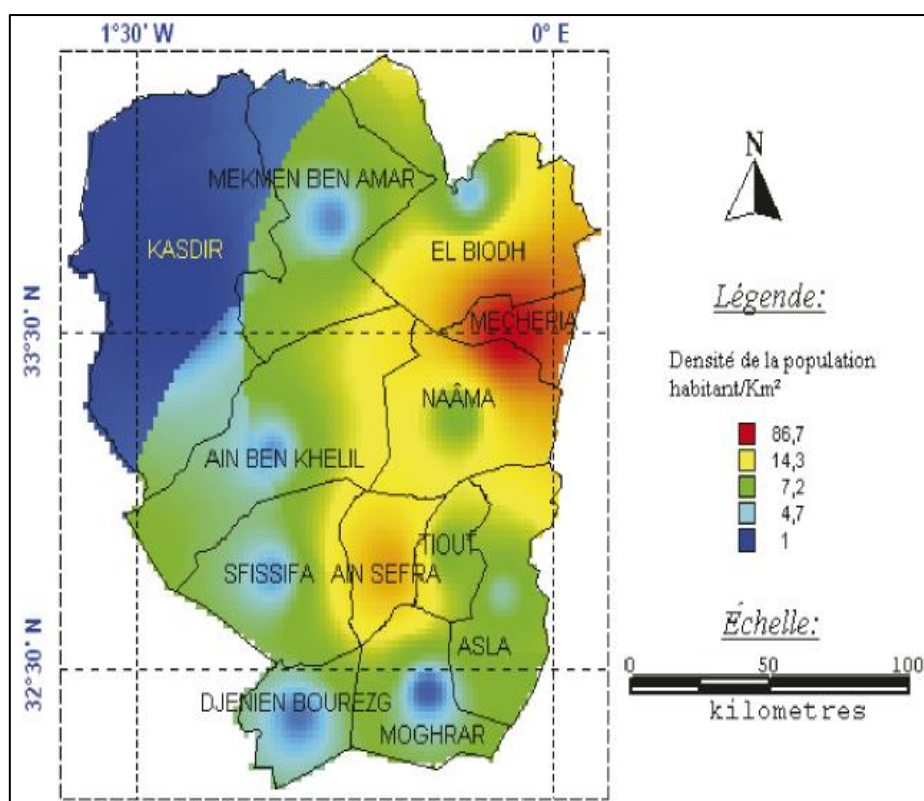 1°30' W
0° E
MEKMEN BEN AMAR
KASDIR
EL BIODH
MECHERIA
33°30' N
NAÂMA
AIN BEN KHELIL
TIOUT
SFISSIFA
AIN SEFRA
ASLA
32°30' N
DJENIEN BOUREZG
MOGHRAR
N
Légende:
Densité de la population
habitant/Km²
86,7
14,3
7,2
4,7
1
Échelle:
0 50 100
kilometres